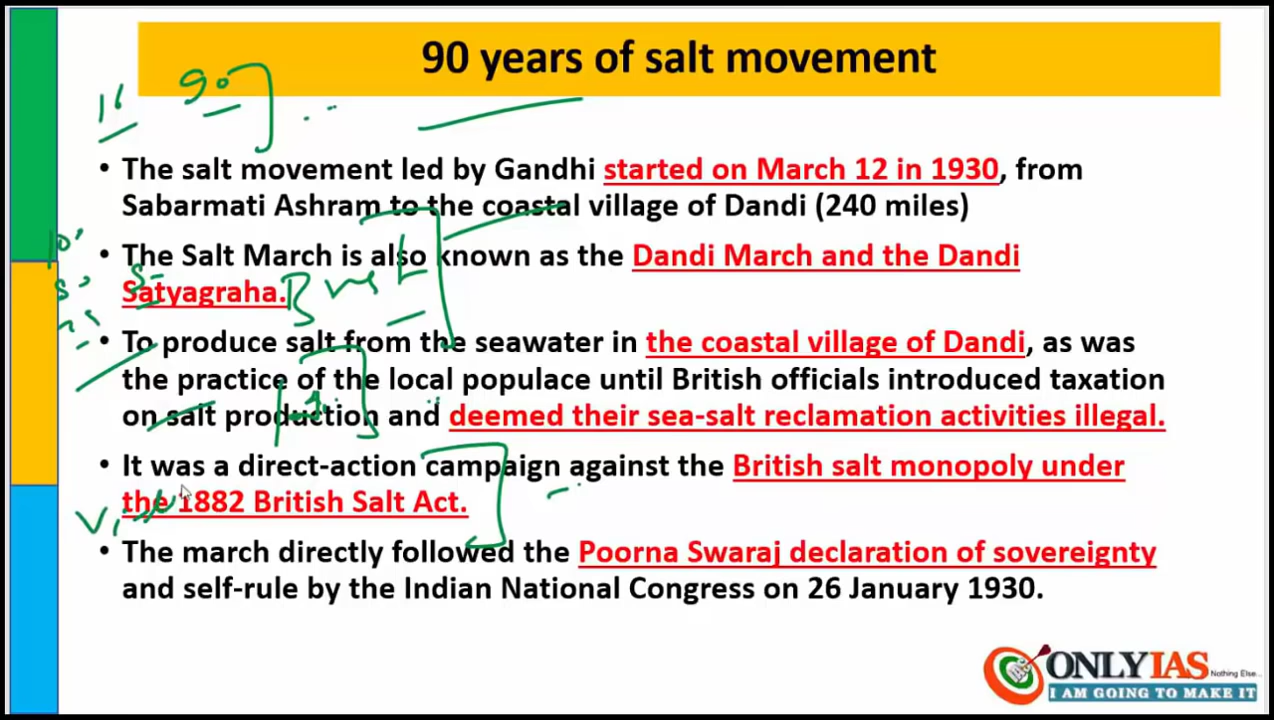 90 years of salt movement
90
• The salt movement led by Gandhi started on March 12 in 1930, from
Sabarmati Ashram to the coastal village of Dandi (240 miles)
• The Salt March is also known as the Dandi March and the Dandi
Satyagraha.
• To produce salt from the seawater in the coastal village of Dandi, as was
the practice of the local populace until British officials introduced taxation
on salt production and deemed their sea-salt reclamation activities illegal.
• It was a direct-action campaign against the British salt monopoly under
the 1882 British Salt Act.
• The march directly followed the Poorna Swaraj declaration of sovereignty
and self-rule by the Indian National Congress on 26 January 1930.
ONLYIAS
Nothing Else...
I AM GOING TO MAKE IT